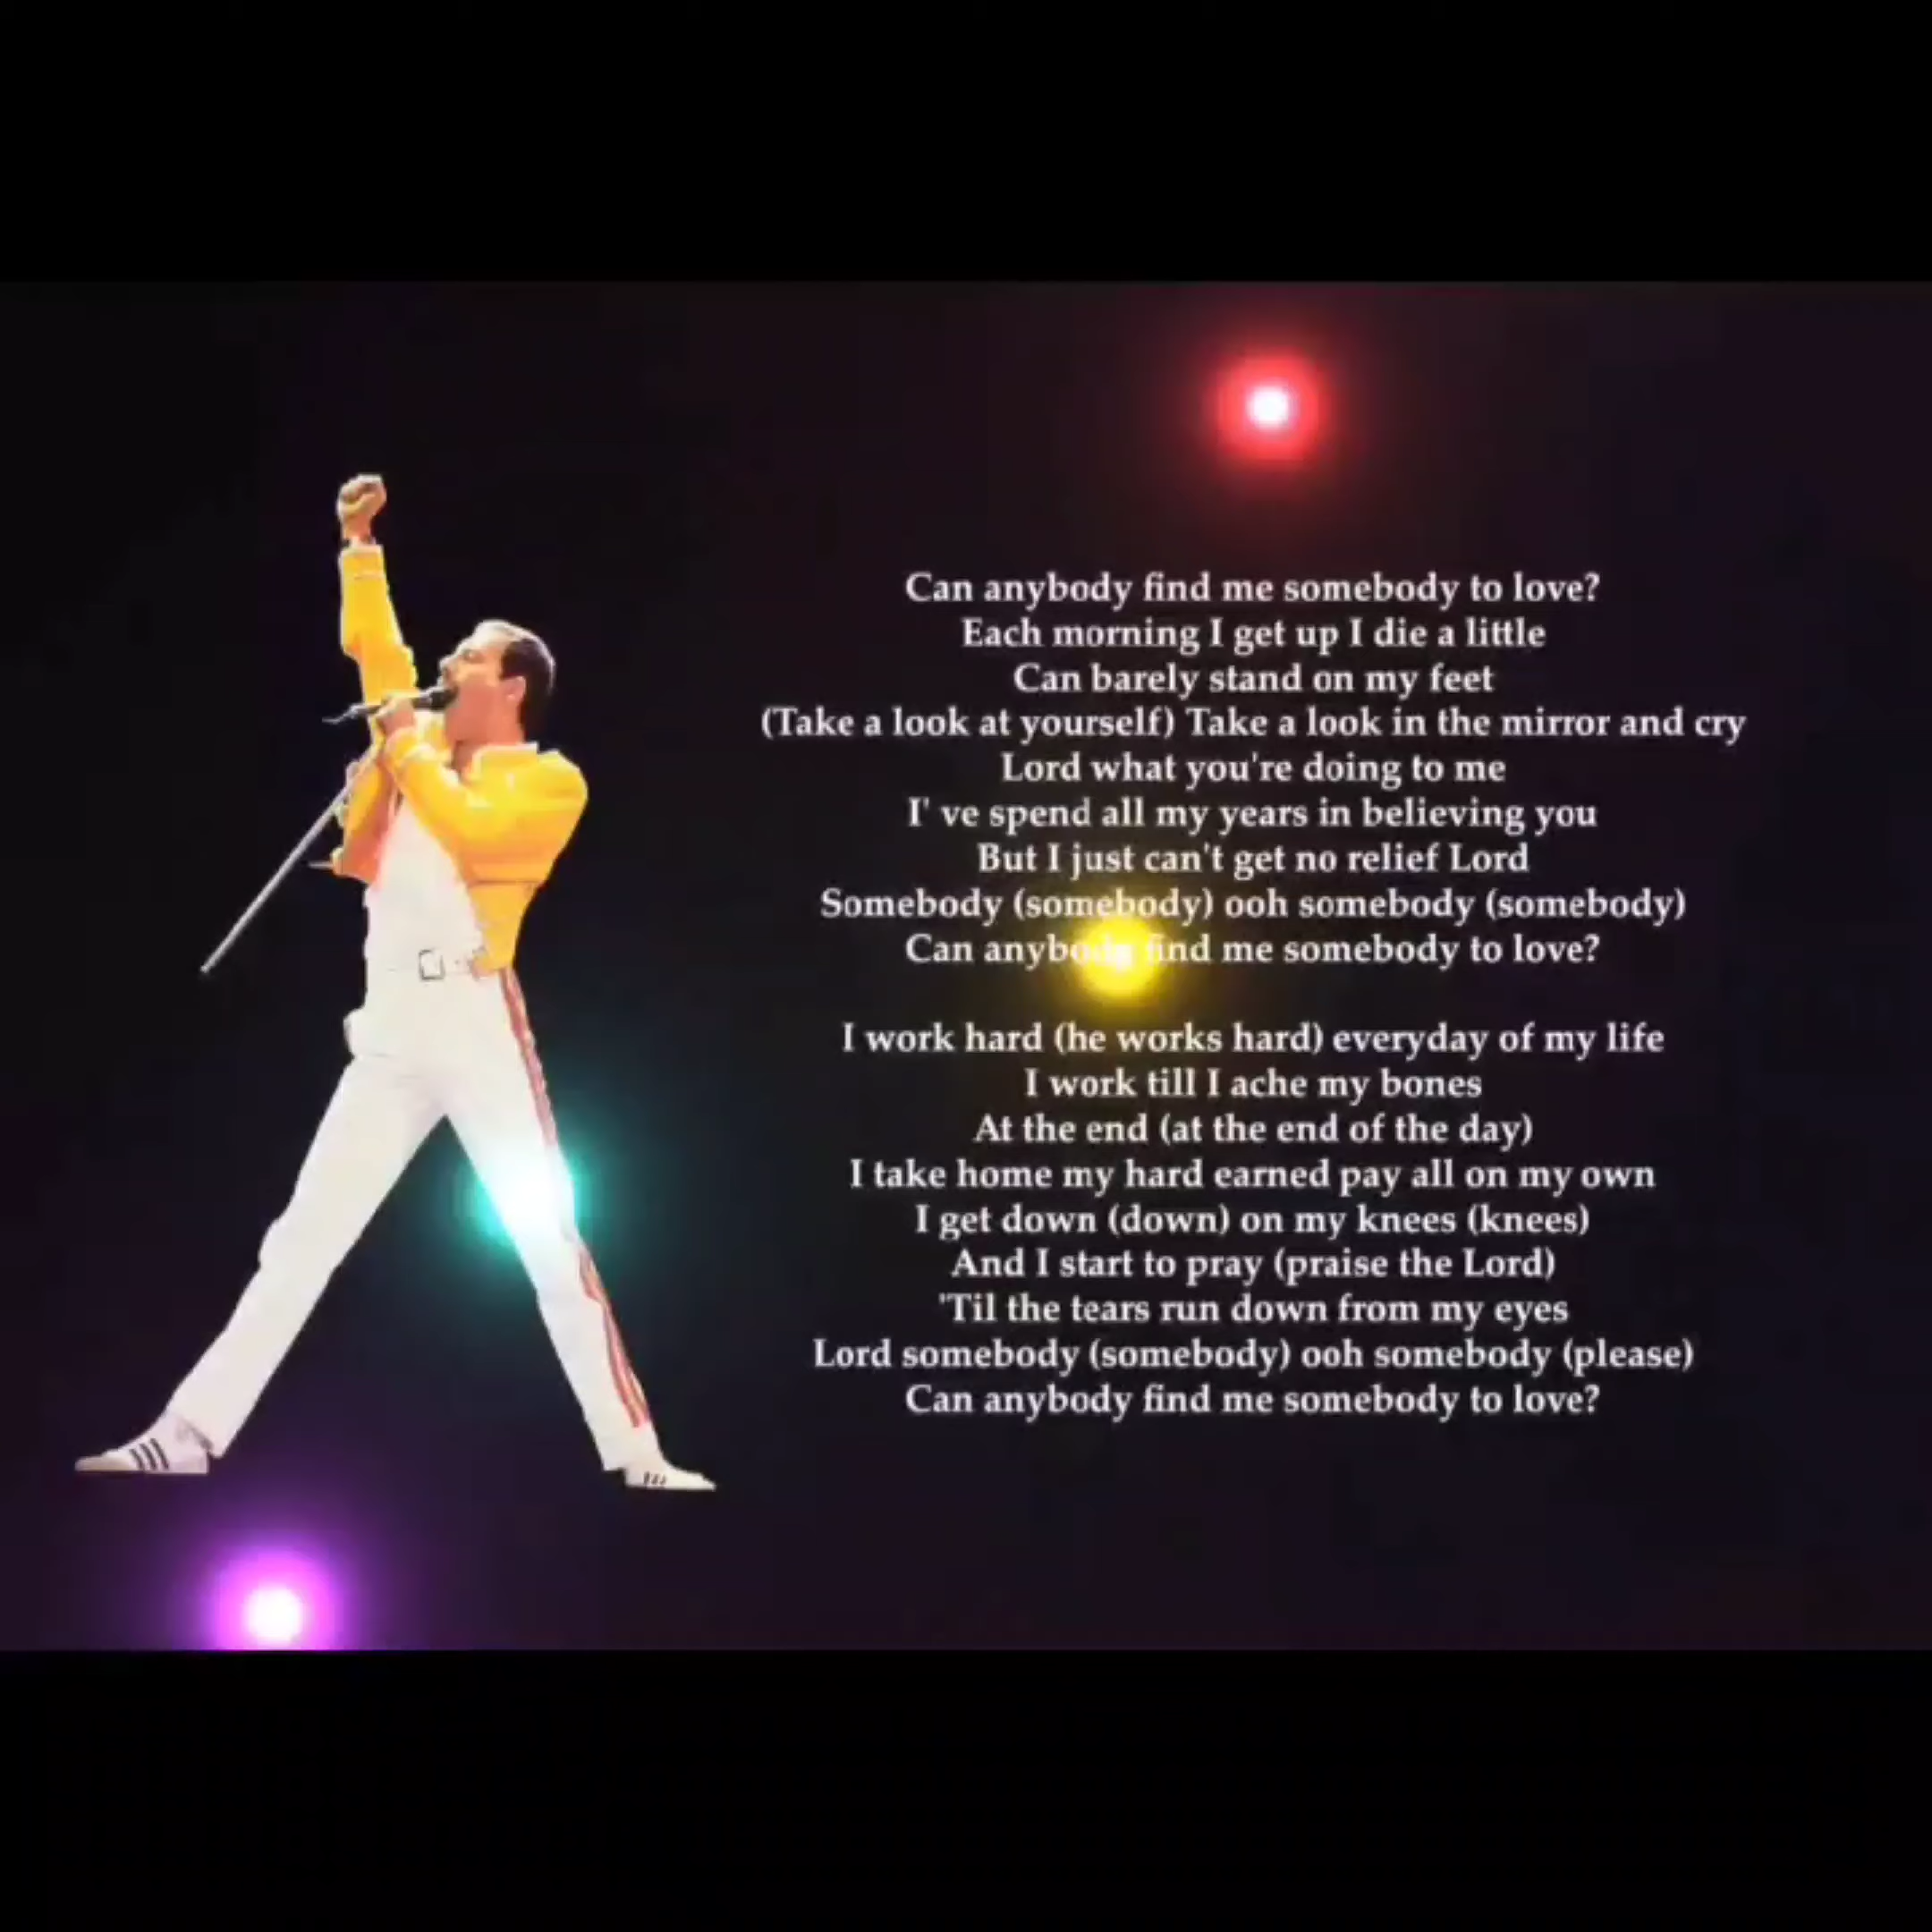 Can anybody find me somebody to love?
Each morning I get up I die a little
Can barely stand on my feet
(Take a look at yourself) Take a look in the mirror and cry
Lord what you're doing to me
I' ve spend all my years in believing you
But I just can't get no relief Lord
Somebody (somebody) ooh somebody (somebody)
Can anybody find me somebody to love?
I work hard (he works hard) everyday of my life
I work till I ache my bones
At the end (at the end of the day)
I take home my hard earned pay all on my own
I get down (down) on my knees (knees)
And I start to pray (praise the Lord)
'Til the tears run down from my eyes
Lord somebody (somebody) ooh somebody (please)
Can anybody find me somebody to love?